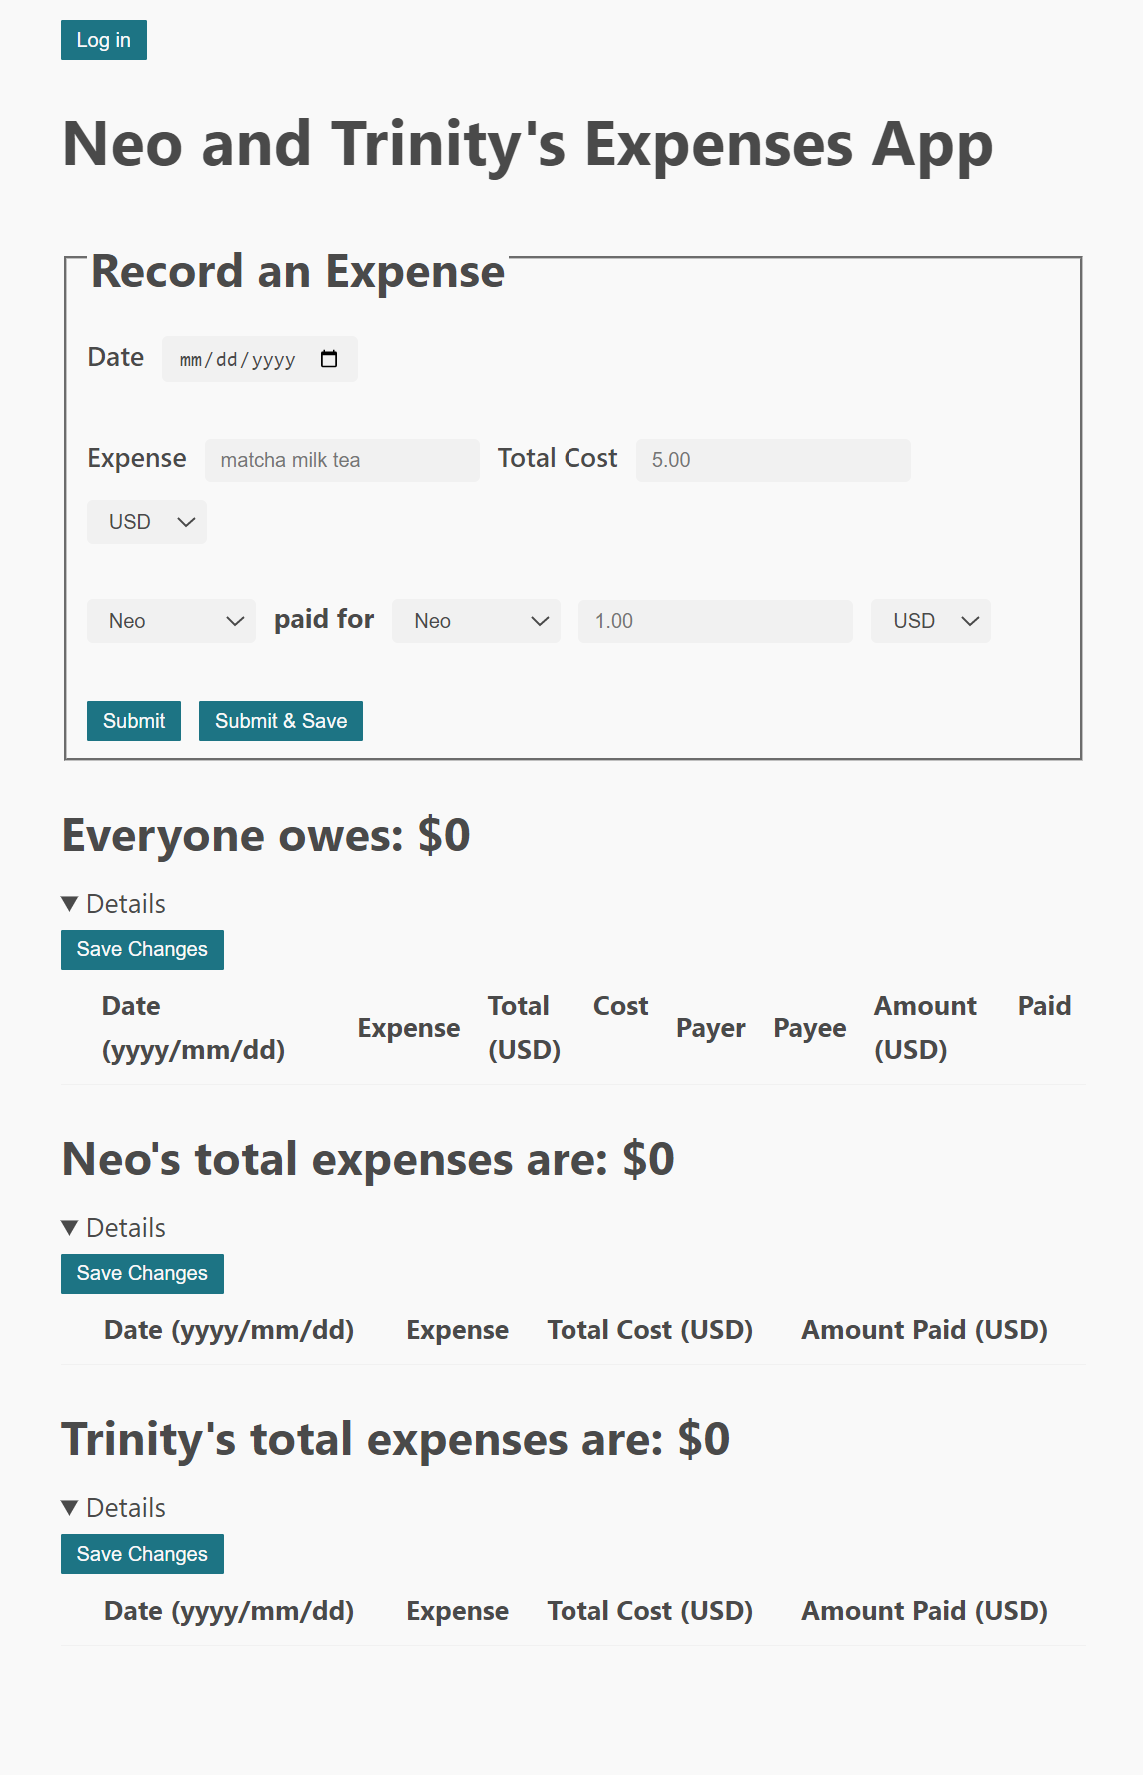 Log in
Neo and Trinity's Expenses App
Record an Expense
Date mm/dd/yyyy
Expense matcha milk tea Total Cost 5.00
USD
Neo paid for Neo 1.00 USD
Submit Submit & Save
Everyone owes: $0
▼ Details
Save Changes
Date (yyyy/mm/dd) Expense Total Cost (USD) Payer Payee Amount Paid (USD)
Neo's total expenses are: $0
▼ Details
Save Changes
Date (yyyy/mm/dd) Expense Total Cost (USD) Amount Paid (USD)
Trinity's total expenses are: $0
▼ Details
Save Changes
Date (yyyy/mm/dd) Expense Total Cost (USD) Amount Paid (USD)